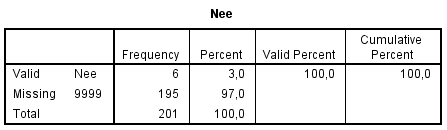 Nee
Frequency Percent Valid Percent Cumulative Percent
Valid Nee 6 3,0 100,0 100,0
Missing 9999 195 97,0
Total 201 100,0